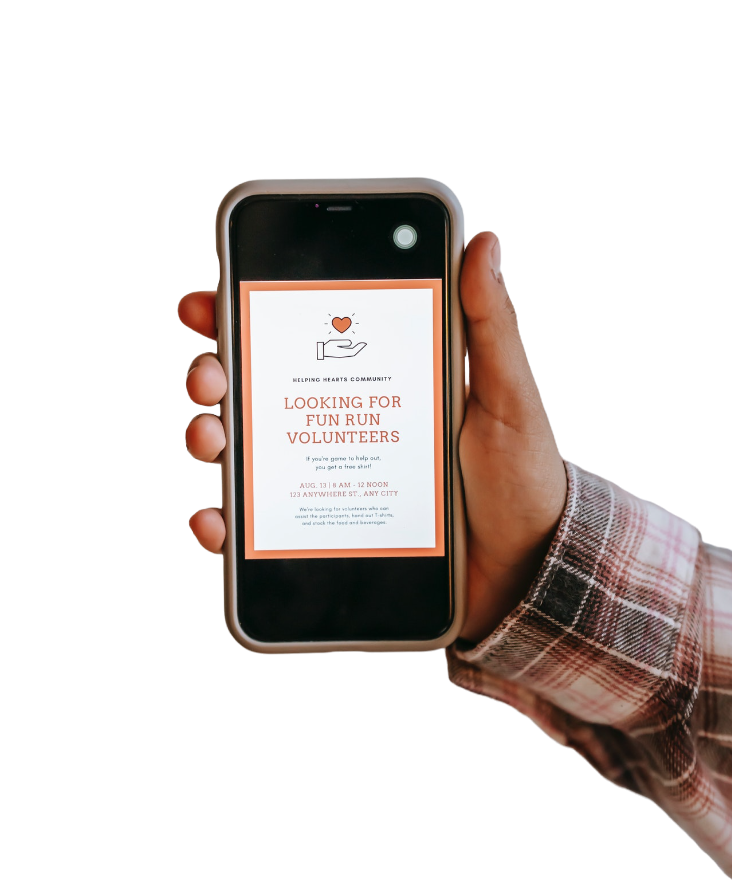 HELPING HEARTS COMMUNITY
LOOKING FOR
FUN RUN
VOLUNTEERS
If you're game to help out,
you get a free shirt!
AUG. 13 | 8 AM - 12 NOON
123 ANYWHERE ST., ANY CITY
We're looking for volunteers who can
assist the participants, hand out T-shirts,
and stock the food and beverages.